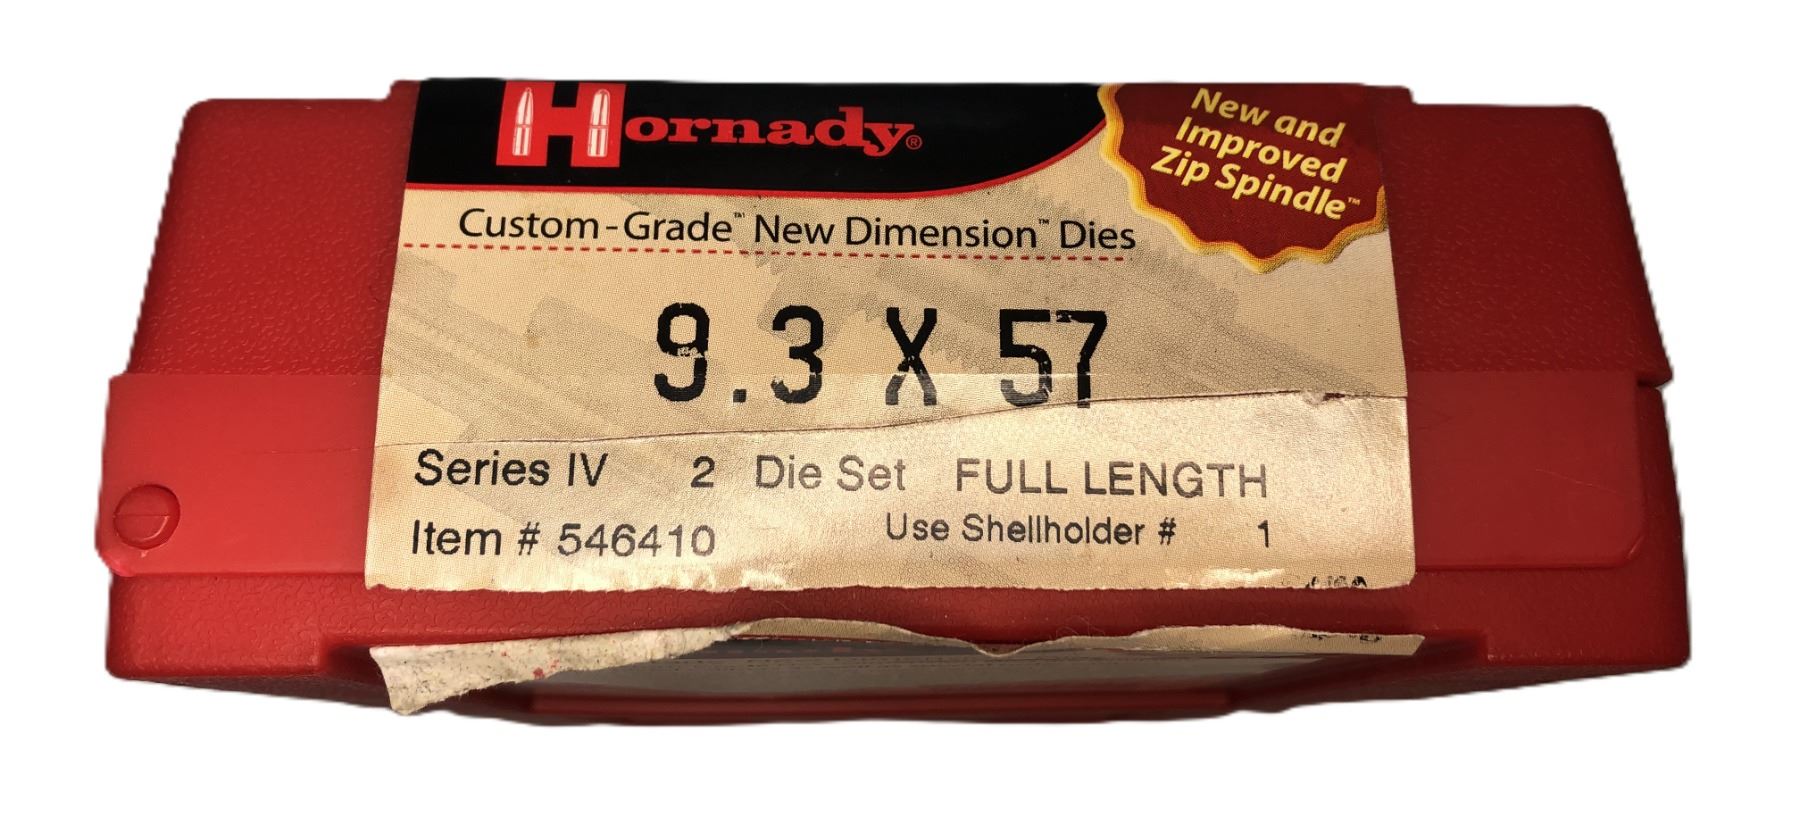 Hornady®
New and
Improved
Zip Spindle™
Custom-Grade™ New Dimension™ Dies
9.3 X 57
Series IV 2 Die Set FULL LENGTH
Item # 546410 Use Shellholder # 1